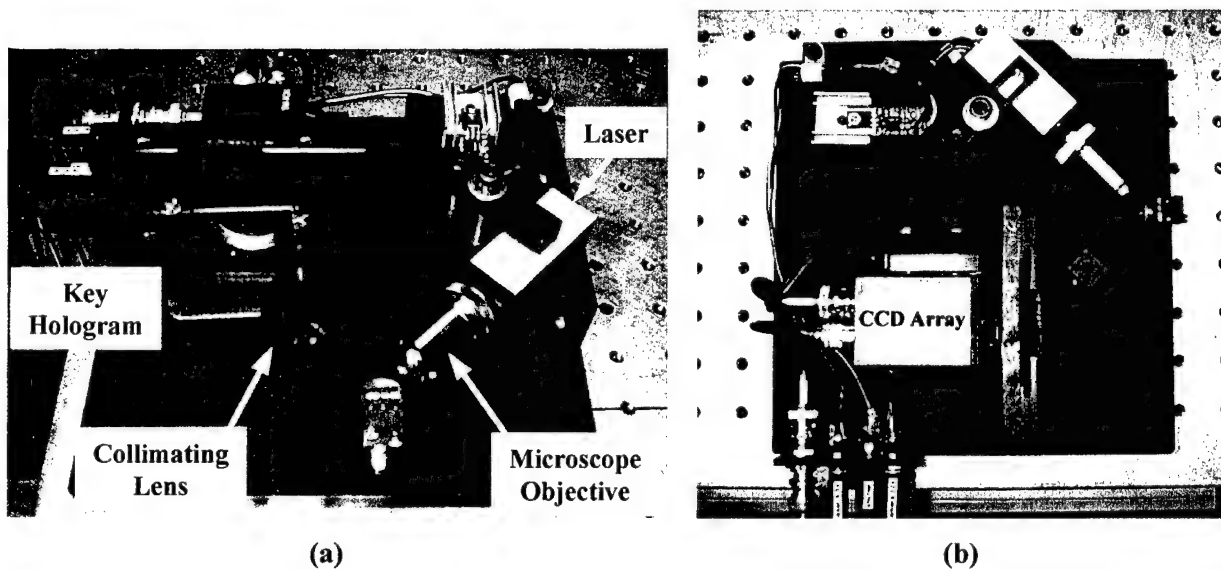 Laser
Key
Hologram
Collimating
Lens
Microscope
Objective
(a)
CCD Array
(b)